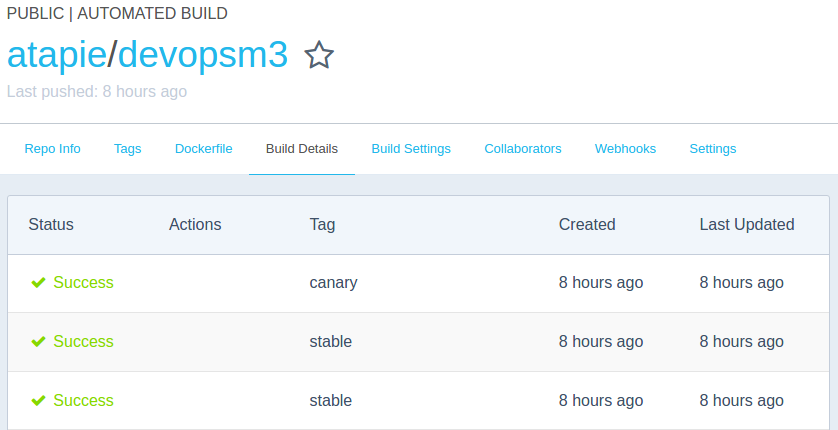 PUBLIC | AUTOMATED BUILD
atapie/devopsm3
Last pushed: 8 hours ago
Repo Info Tags Dockerfile Build Details Build Settings Collaborators Webhooks Settings
Status Actions Tag Created Last Updated
Success canary 8 hours ago 8 hours ago
Success stable 8 hours ago 8 hours ago
Success stable 8 hours ago 8 hours ago